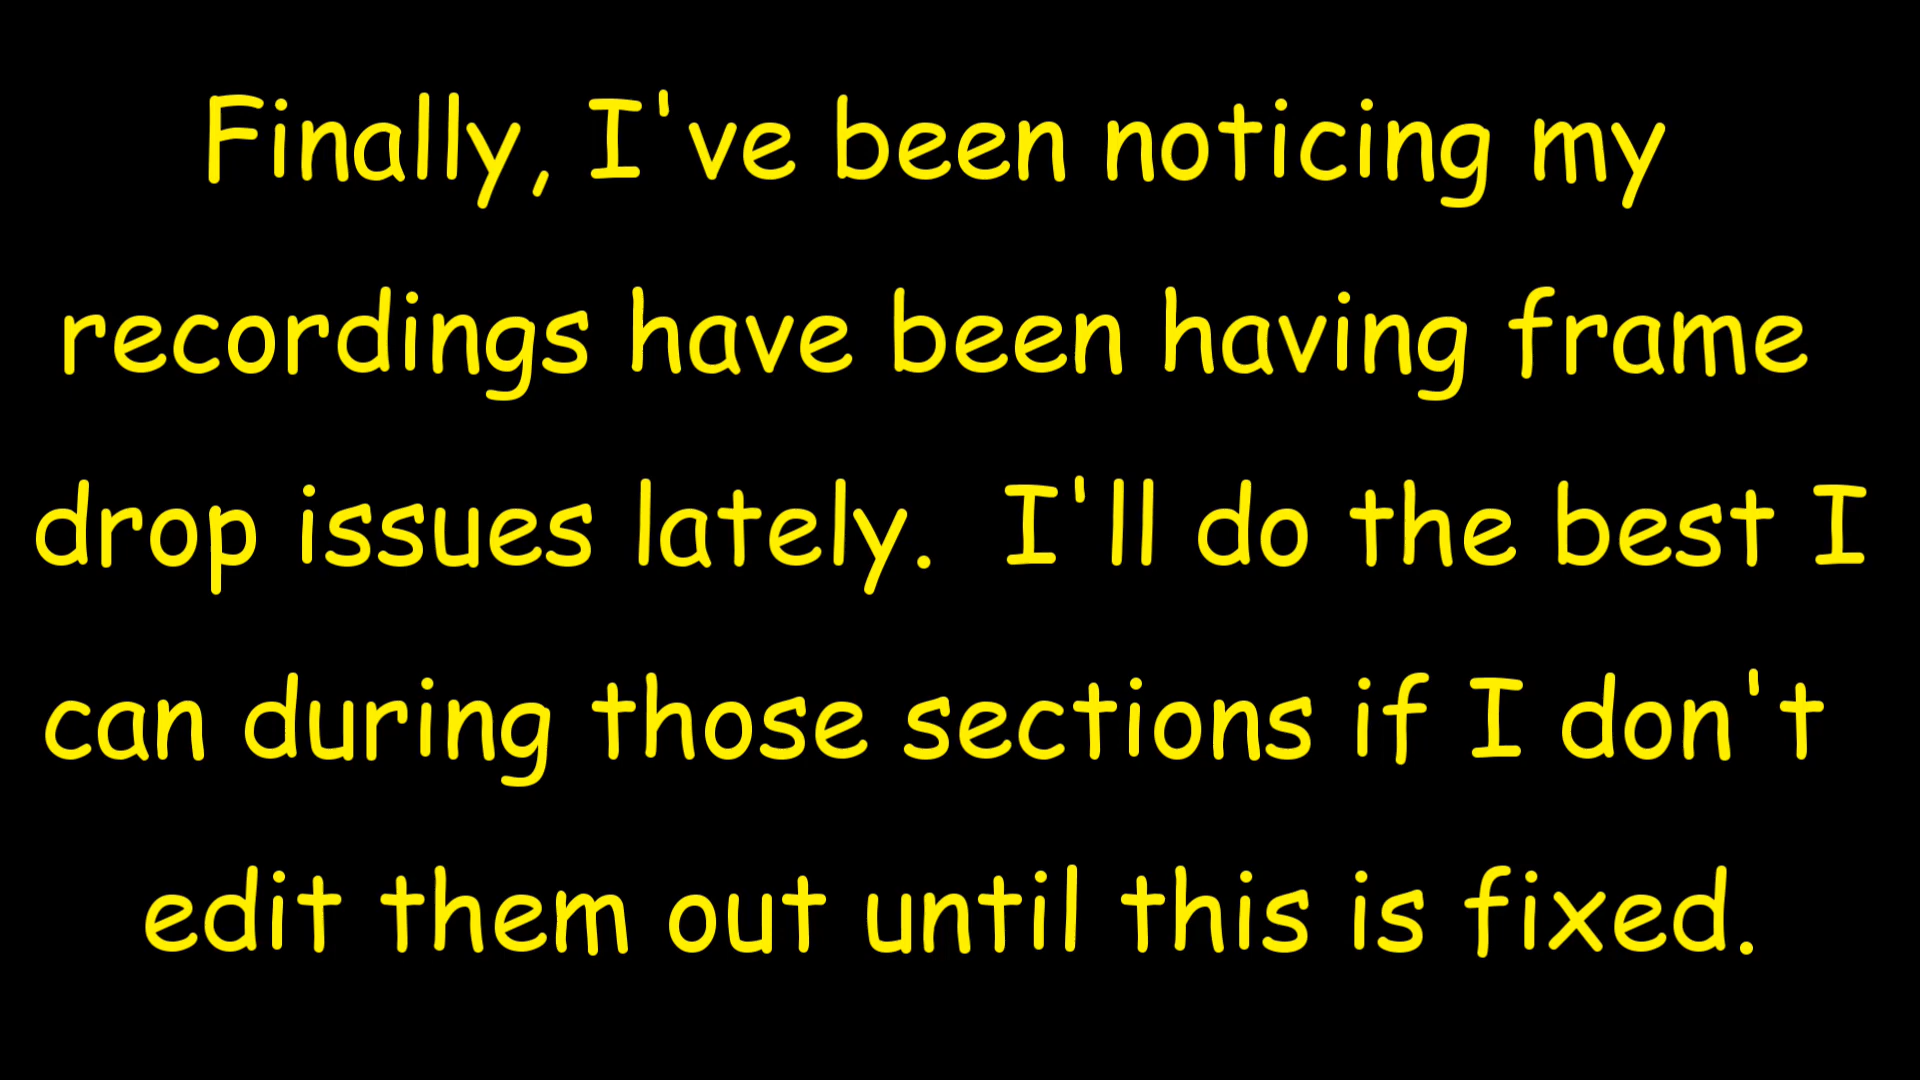 Finally, I've been noticing my
recordings have been having frame
drop issues lately.  I'll do the best I
can during those sections if I don't
edit them out until this is fixed.